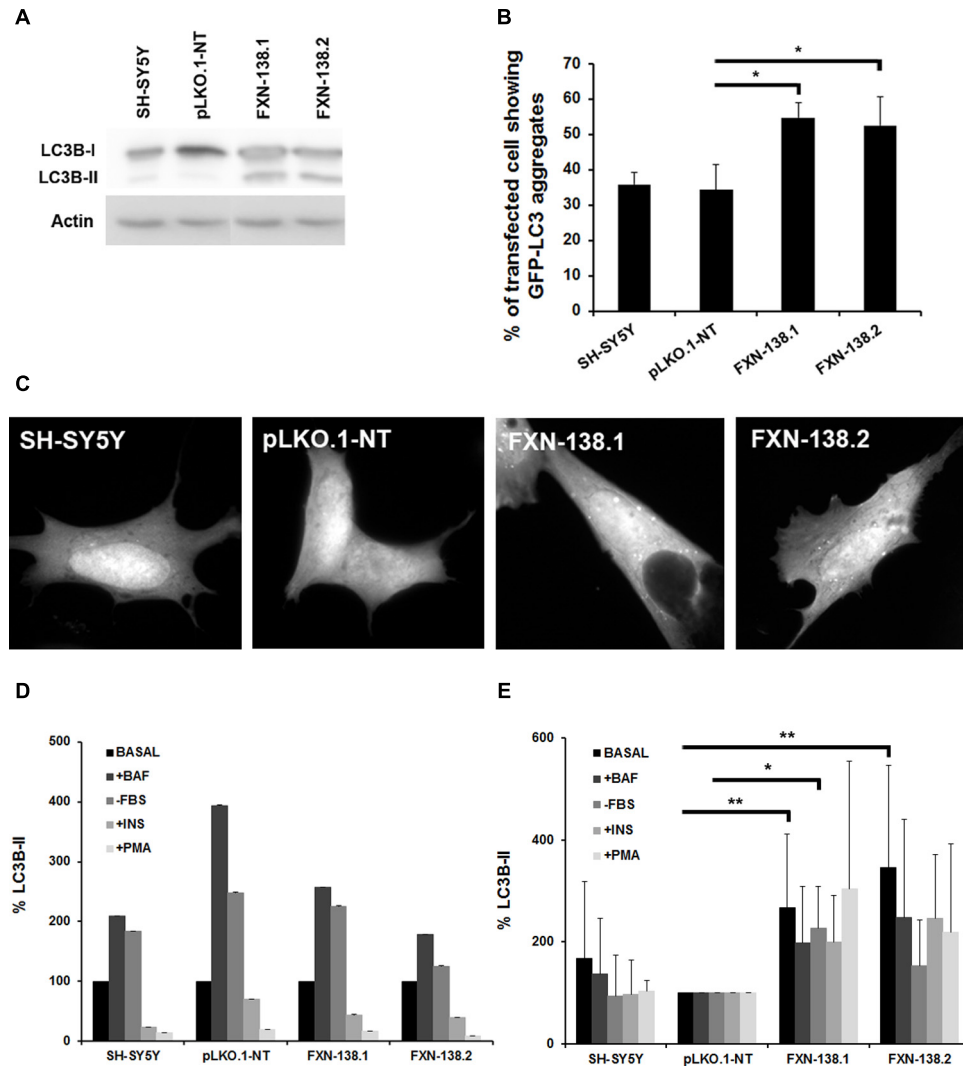 A
SH-SY5Y
pLKO.1-NT
FXN-138.1
FXN-138.2
LC3B-I
LC3B-II
Actin
B
% of transfected cell showing
GFP-LC3 aggregates
80
70
60
50
40
30
20
10
0
*
*
SH-SY5Y
pLKO.1-NT
FXN-138.1
FXN-138.2
C
SH-SY5Y
pLKO.1-NT
FXN-138.1
FXN-138.2
D
% LC3B-II
500
400
300
200
100
0
BASAL
+BAF
-FBS
+INS
+PMA
SH-SY5Y
pLKO.1-NT
FXN-138.1
FXN-138.2
E
% LC3B-II
600
400
200
0
BASAL
+BAF
-FBS
+INS
+PMA
**
*
**
SH-SY5Y
pLKO.1-NT
FXN-138.1
FXN-138.2